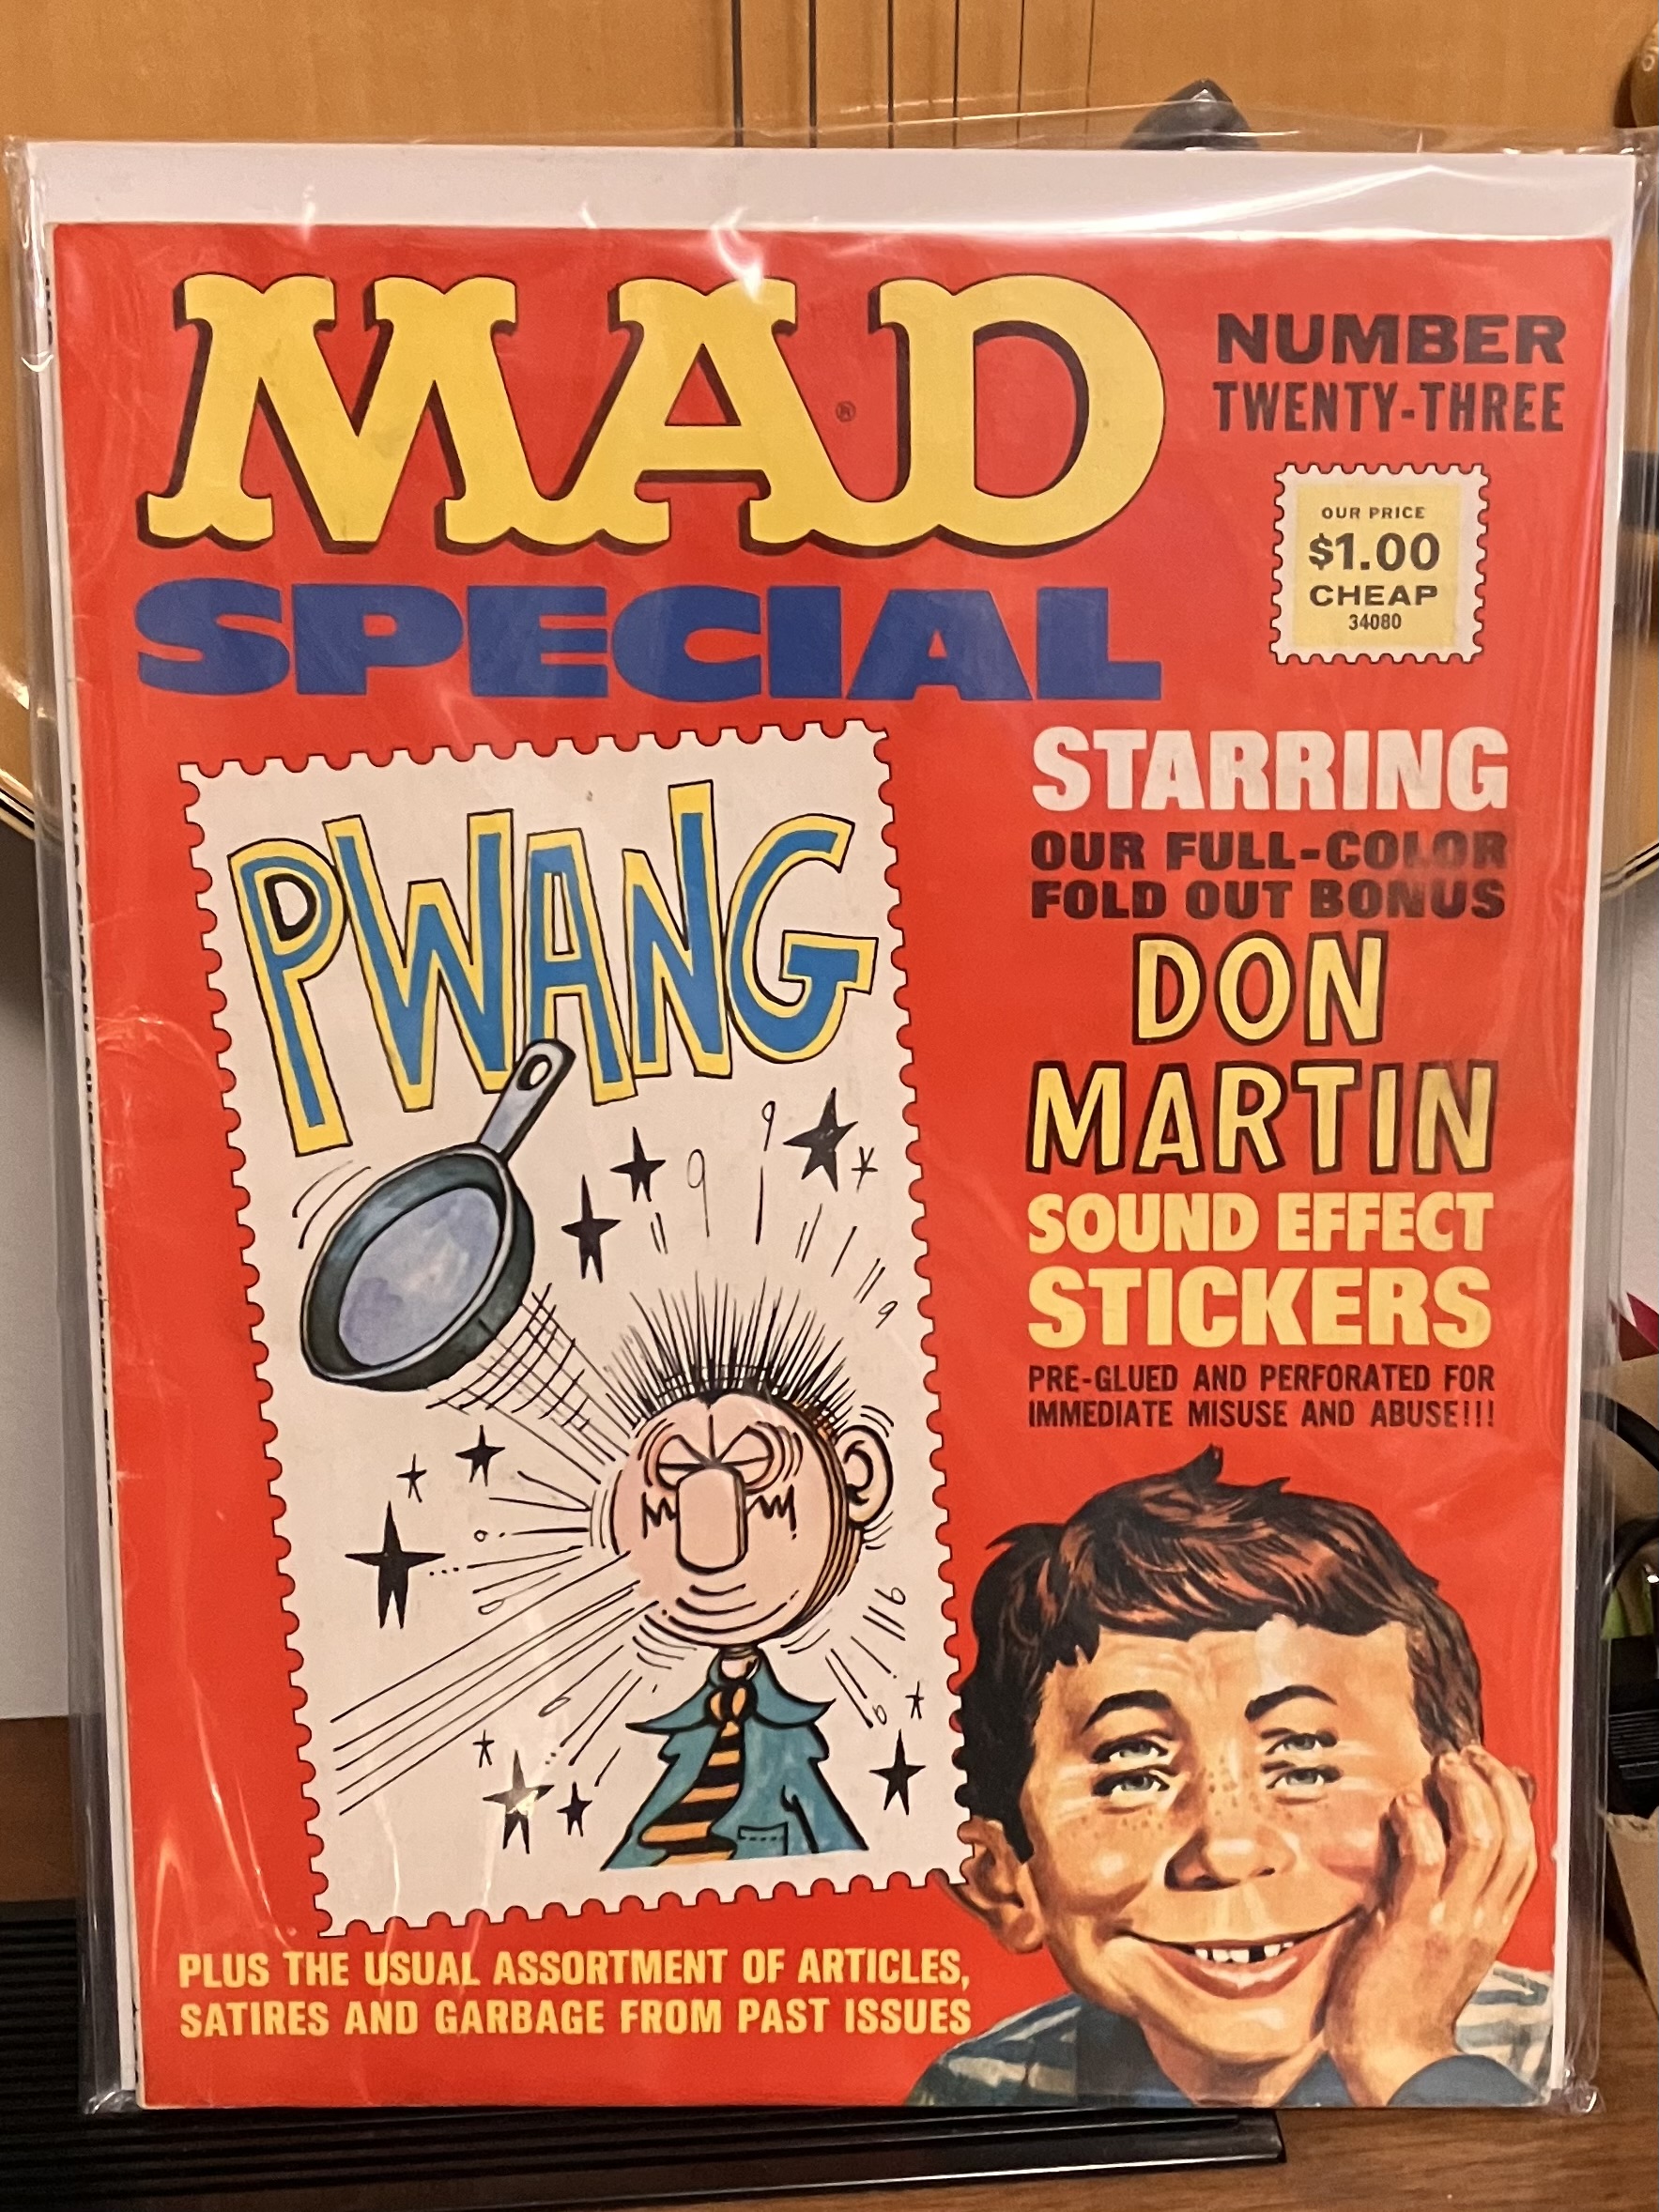 MAD
®
SPECIAL
NUMBER
TWENTY-THREE
OUR PRICE
$1.00
CHEAP
34080
PWANG
STARRING
OUR FULL-COLOR
FOLD OUT BONUS
DON
MARTIN
SOUND EFFECT
STICKERS
PRE-GLUED AND PERFORATED FOR
IMMEDIATE MISUSE AND ABUSE!!!
PLUS THE USUAL ASSORTMENT OF ARTICLES,
SATIRES AND GARBAGE FROM PAST ISSUES